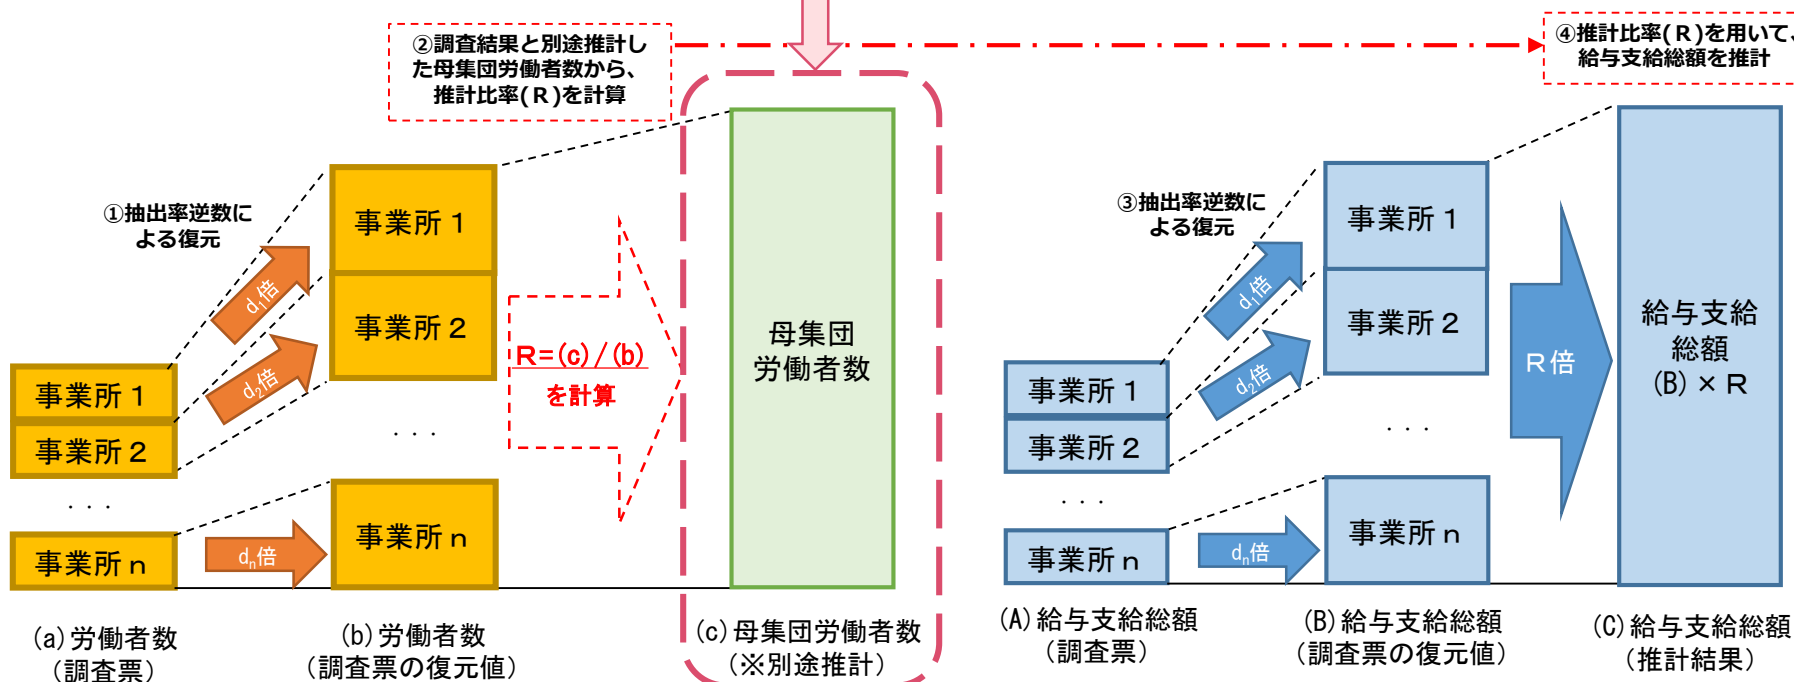 ②調査結果と別途推計し
た母集団労働者数から、
推計比率(R)を計算
④推計比率(R)を用いて、
給与支給総額を推計
①抽出率逆数に
よる復元
d₁倍
d₂倍
dₙ倍
事業所1
事業所2
・・・
事業所n
事業所1
事業所2
・・・
事業所n
R=(c)/(b)
を計算
母集団
労働者数
(a)労働者数
(調査票)
(b)労働者数
(調査票の復元値)
(c)母集団労働者数
(※別途推計)
③抽出率逆数に
よる復元
d₁倍
d₂倍
dₙ倍
事業所1
事業所2
・・・
事業所n
事業所1
事業所2
・・・
事業所n
R倍
給与支給
総額
(B)×R
(A)給与支給総額
(調査票)
(B)給与支給総額
(調査票の復元値)
(C)給与支給総額
(推計結果)